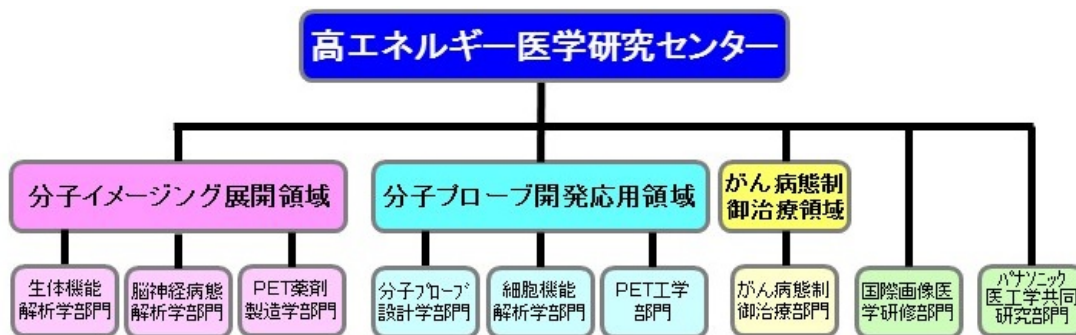 高エネルギー医学研究センター
分子イメージング展開領域
分子プローブ開発応用領域
がん病態制
御治療領域
生体機能
解析学部門
脳神経病態
解析学部門
PET薬剤
製造学部門
分子プローブ
設計学部門
細胞機能
解析学部門
PET工学
部門
がん病態制
御治療部門
国際画像医
学研修部門
パナソニック
医工学共同
研究部門